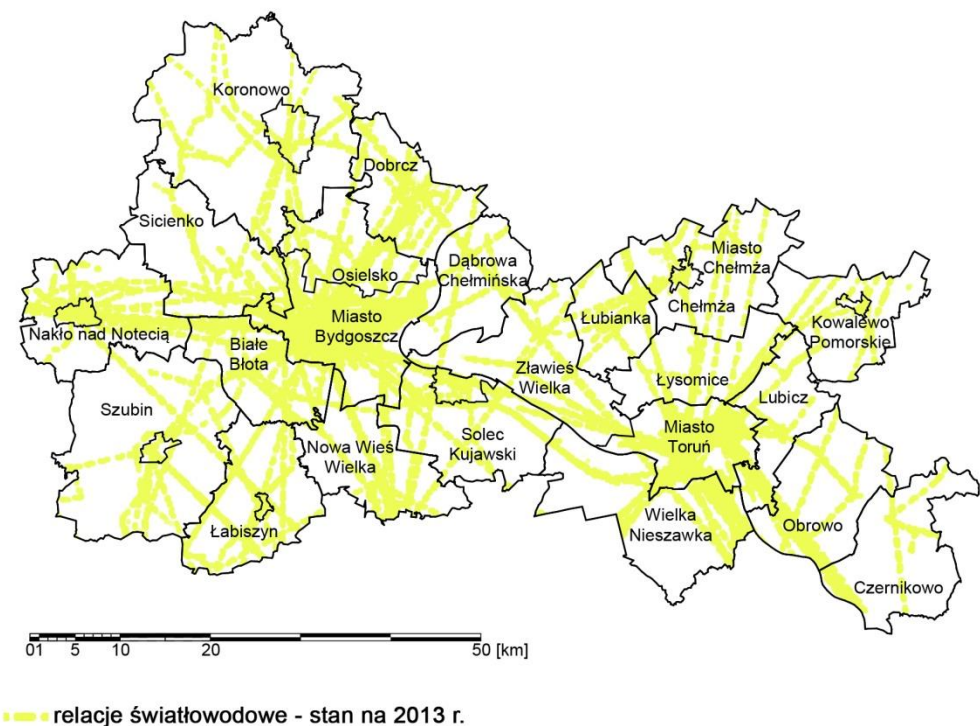 Koronowo
Dobrcz
Sicienko
Osielsko
Dąbrowa
Chełmińska
Miasto
Chełmża
Chełmża
Nakło nad Notecią
Białe
Błota
Miasto
Bydgoszcz
Łubianka
Kowalewo
Pomorskie
Zławieś
Wielka
Łysomice
Lubicz
Szubin
Nowa Wieś
Wielka
Solec
Kujawski
Miasto
Toruń
Łabiszyn
Wielka
Nieszawka
Obrowo
Czernikowo
01 5 10 20 50 [km]
relacje światłowodowe - stan na 2013 r.